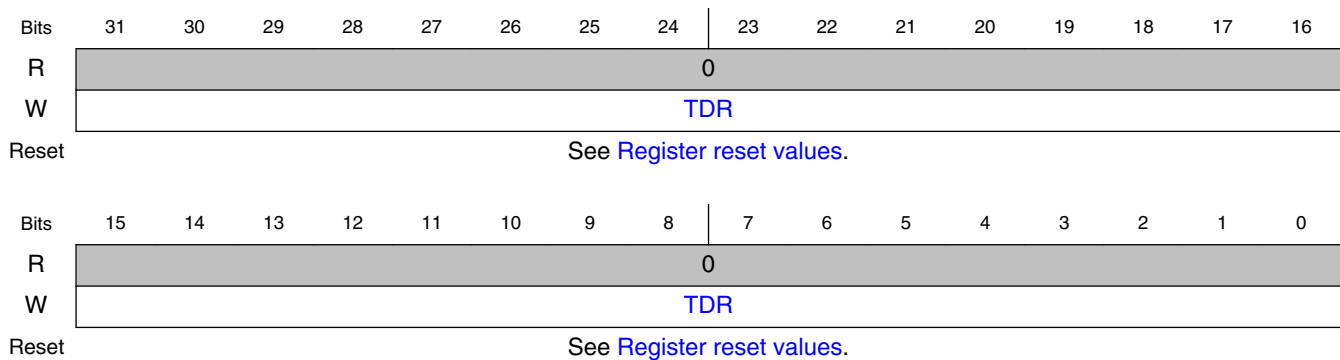 Bits 31 30 29 28 27 26 25 24 23 22 21 20 19 18 17 16
R 0
W TDR
Reset See Register reset values.
Bits 15 14 13 12 11 10 9 8 7 6 5 4 3 2 1 0
R 0
W TDR
Reset See Register reset values.